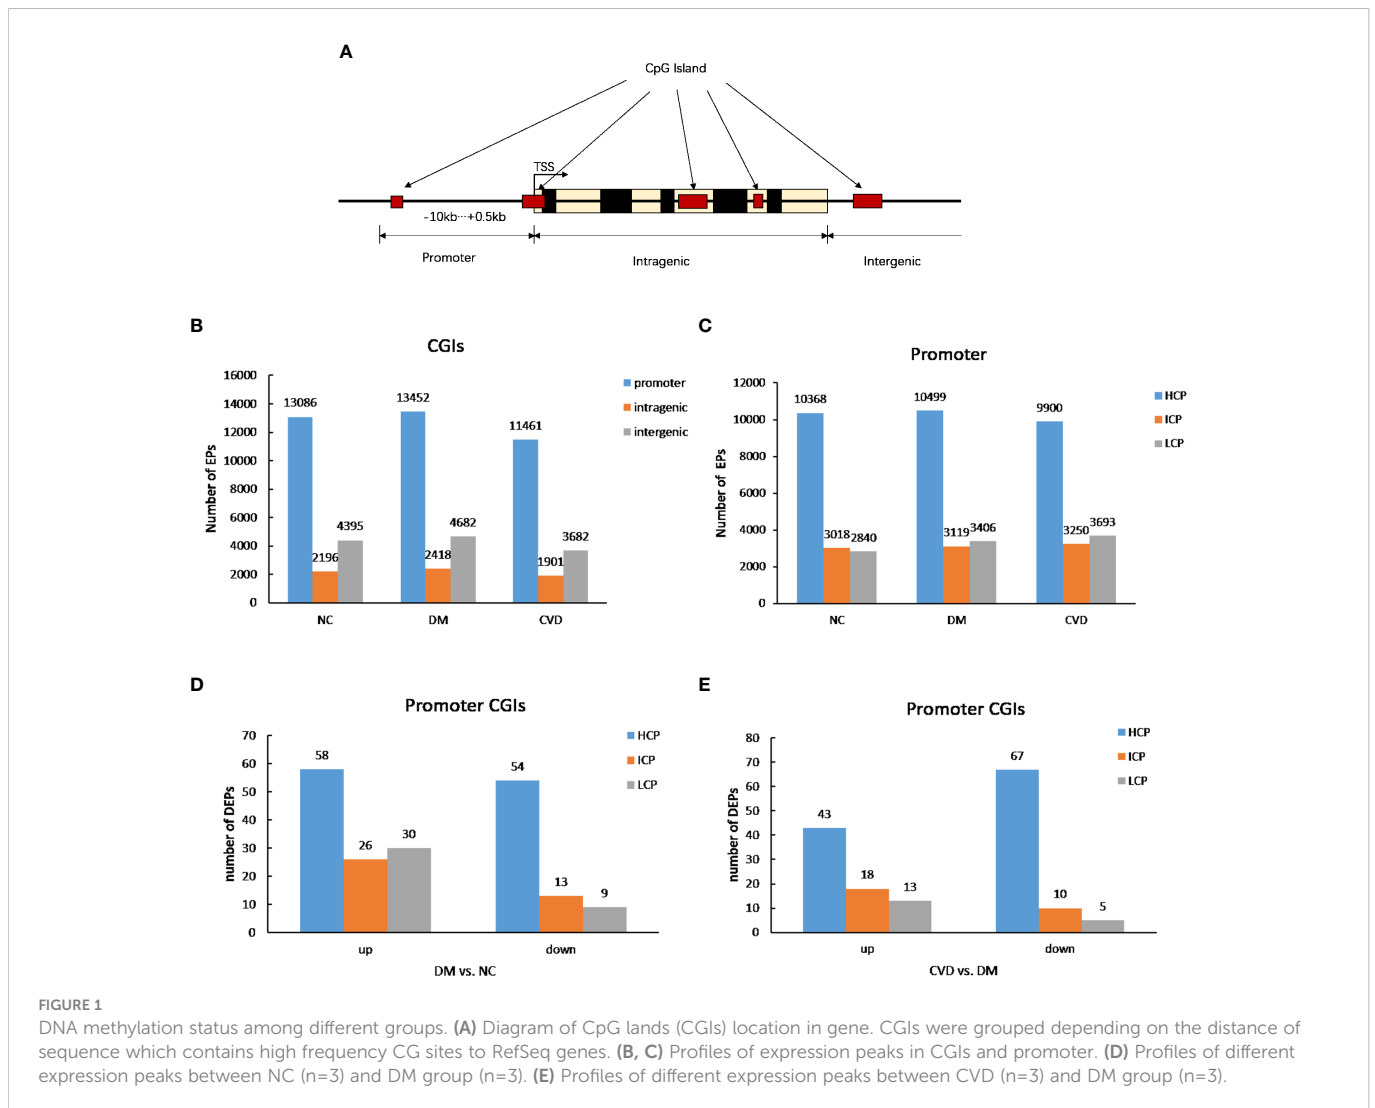 A
CpG Island
TSS
-10kb···+0.5kb
Promoter
Intragenic
Intergenic
B
CGIs
Number of EPs
16000
14000
12000
10000
8000
6000
4000
2000
0
13086
2196
4395
13452
2418
4682
11461
1901
3682
NC
DM
CVD
promoter
intragenic
intergenic
C
Promoter
Number of EPs
12000
10000
8000
6000
4000
2000
0
10368
3018
2840
10499
3119
3406
9900
3250
3693
NC
DM
CVD
HCP
ICP
LCP
D
Promoter CGIs
number of DEPs
70
60
50
40
30
20
10
0
58
26
30
54
13
9
up
down
DM vs. NC
HCP
ICP
LCP
E
Promoter CGIs
number of DEPs
80
70
60
50
40
30
20
10
0
43
18
13
67
10
5
up
down
CVD vs. DM
HCP
ICP
LCP
FIGURE 1
DNA methylation status among different groups. (A) Diagram of CpG lands (CGIs) location in gene. CGIs were grouped depending on the distance of
sequence which contains high frequency CG sites to RefSeq genes. (B, C) Profiles of expression peaks in CGIs and promoter. (D) Profiles of different
expression peaks between NC (n=3) and DM group (n=3). (E) Profiles of different expression peaks between CVD (n=3) and DM group (n=3).